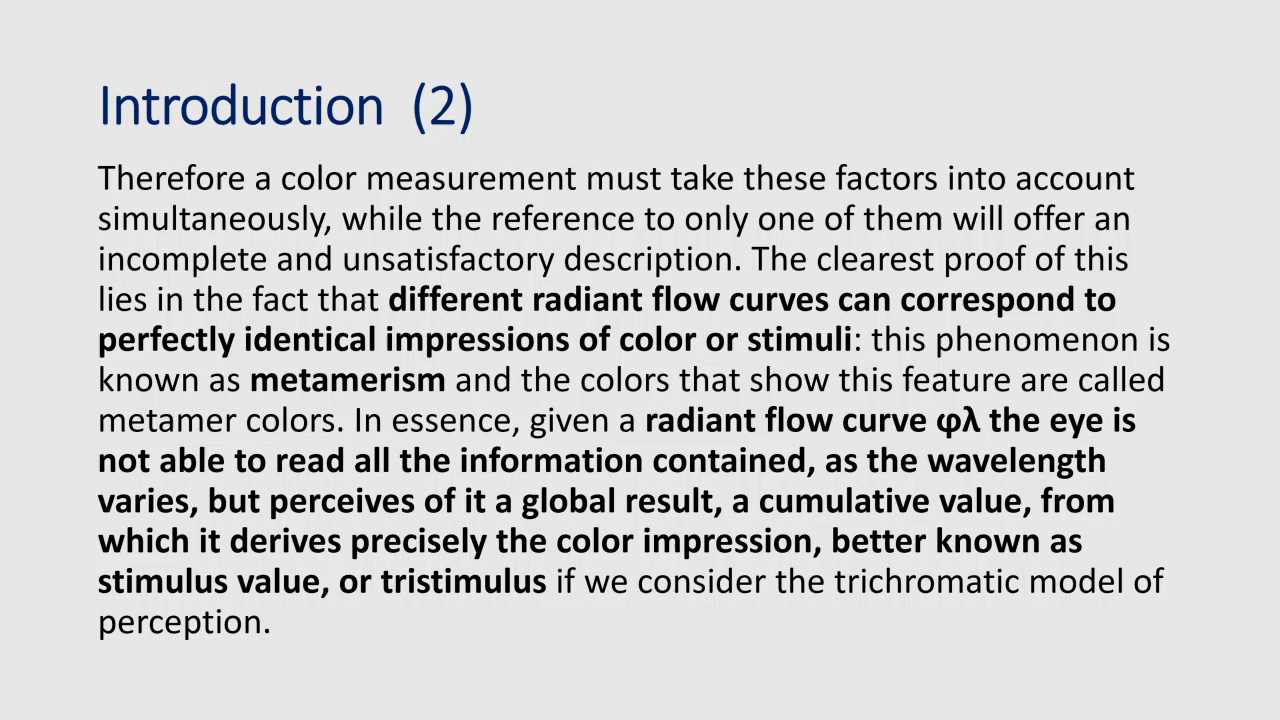 Introduction (2)
Therefore a color measurement must take these factors into account
simultaneously, while the reference to only one of them will offer an
incomplete and unsatisfactory description. The clearest proof of this
lies in the fact that different radiant flow curves can correspond to
perfectly identical impressions of color or stimuli: this phenomenon is
known as metamerism and the colors that show this feature are called
metamer colors. In essence, given a radiant flow curve φλ the eye is
not able to read all the information contained, as the wavelength
varies, but perceives of it a global result, a cumulative value, from
which it derives precisely the color impression, better known as
stimulus value, or tristimulus if we consider the trichromatic model of
perception.